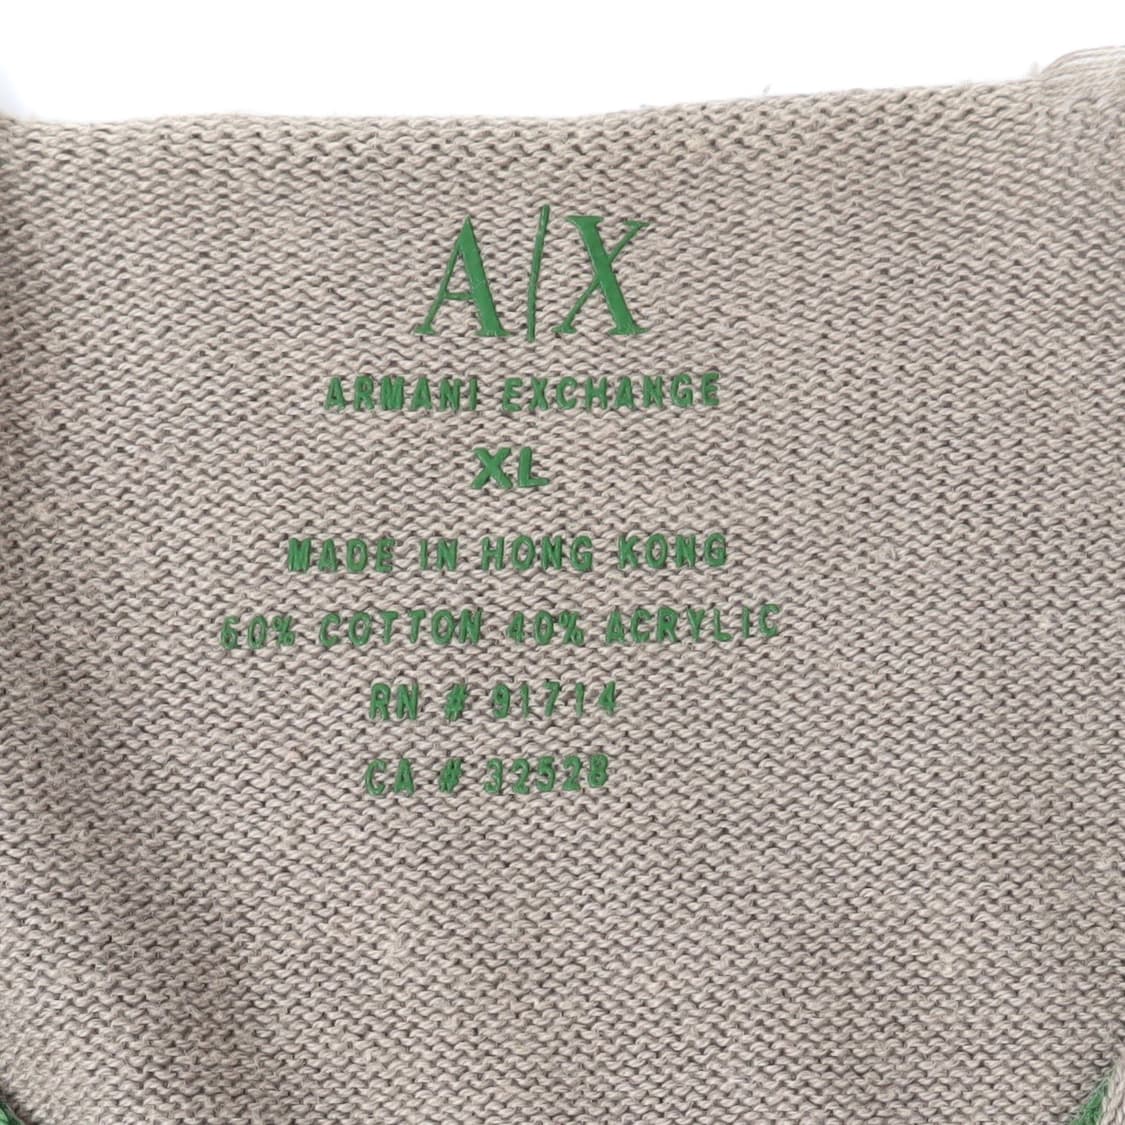 A|X
ARMANI EXCHANGE
XL
MADE IN HONG KONG
60% COTTON 40% ACRYLIC
RN # 91714
CA # 32528